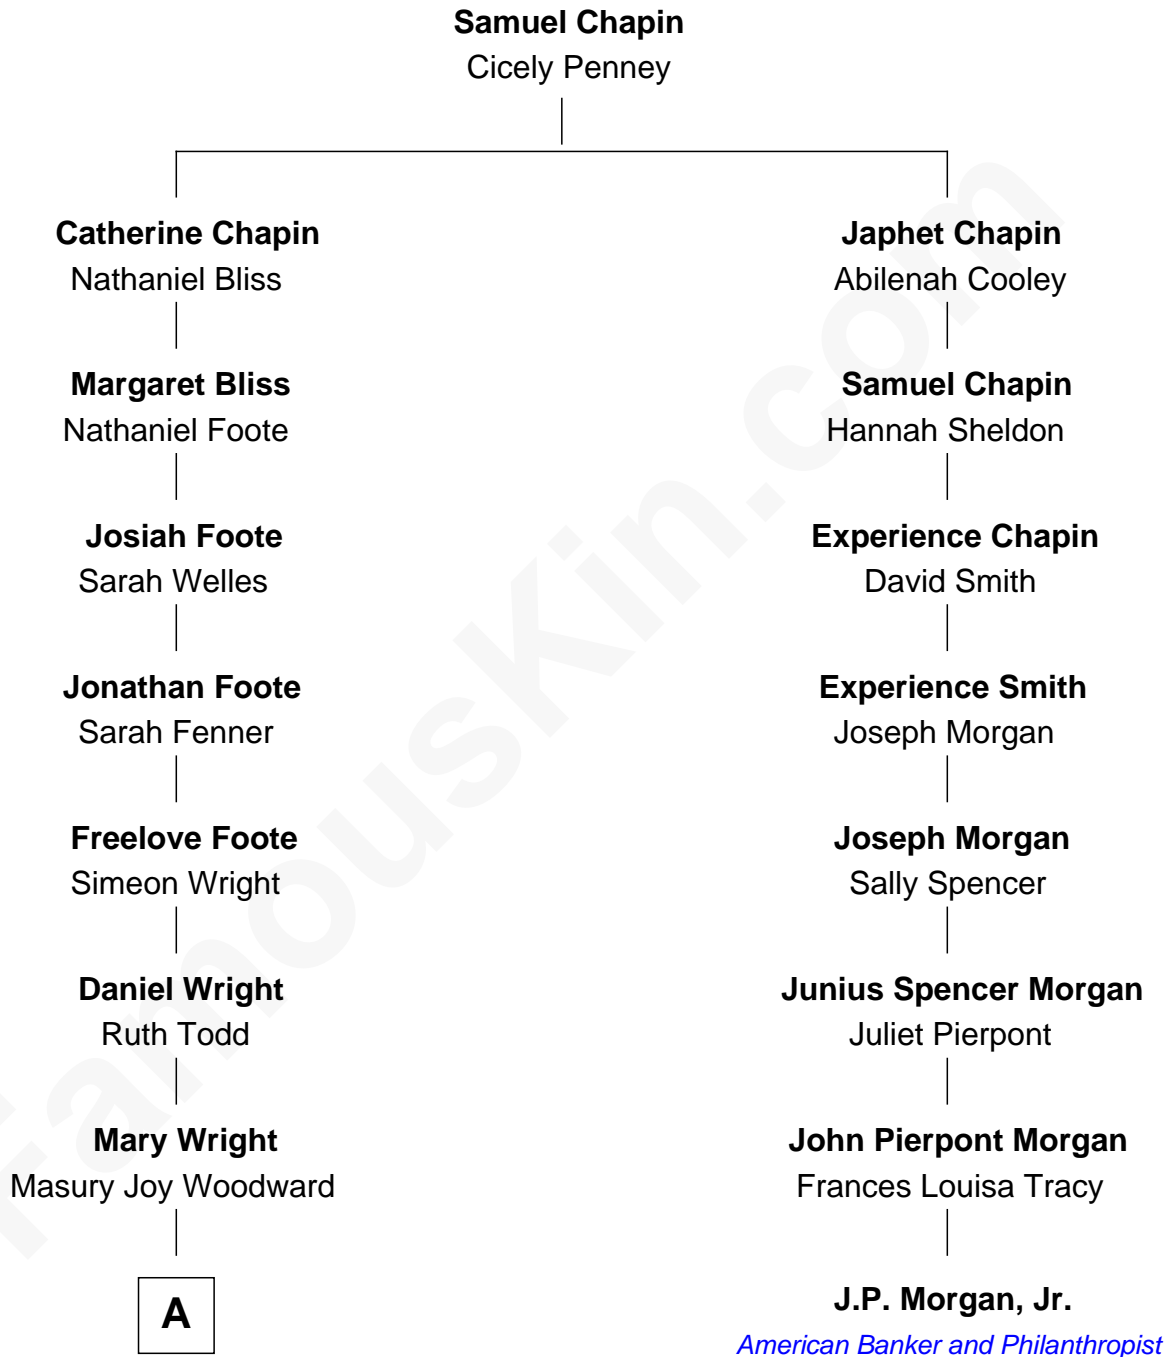 Samuel Chapin
Cicely Penney
Catherine Chapin
Nathaniel Bliss
Japhet Chapin
Abilenah Cooley
Margaret Bliss
Nathaniel Foote
Samuel Chapin
Hannah Sheldon
Josiah Foote
Sarah Welles
Experience Chapin
David Smith
Jonathan Foote
Sarah Fenner
Experience Smith
Joseph Morgan
Freelove Foote
Simeon Wright
Joseph Morgan
Sally Spencer
Daniel Wright
Ruth Todd
Junius Spencer Morgan
Juliet Pierpont
Mary Wright
Masury Joy Woodward
John Pierpont Morgan
Frances Louisa Tracy
A
J.P. Morgan, Jr.
American Banker and Philanthropist
FamousKin.com